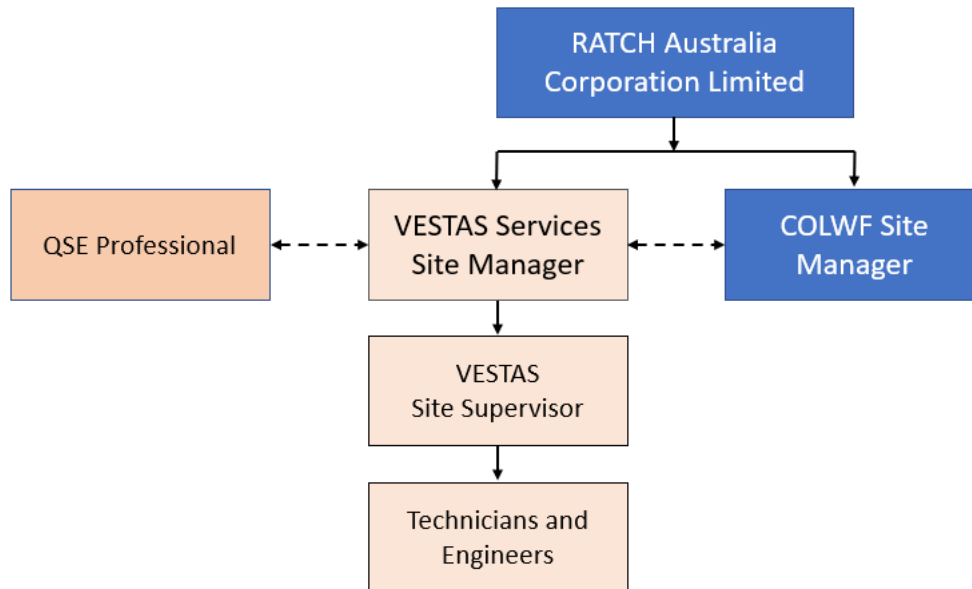 RATCH Australia
Corporation Limited
QSE Professional
VESTAS Services
Site Manager
COLWF Site
Manager
VESTAS
Site Supervisor
Technicians and
Engineers